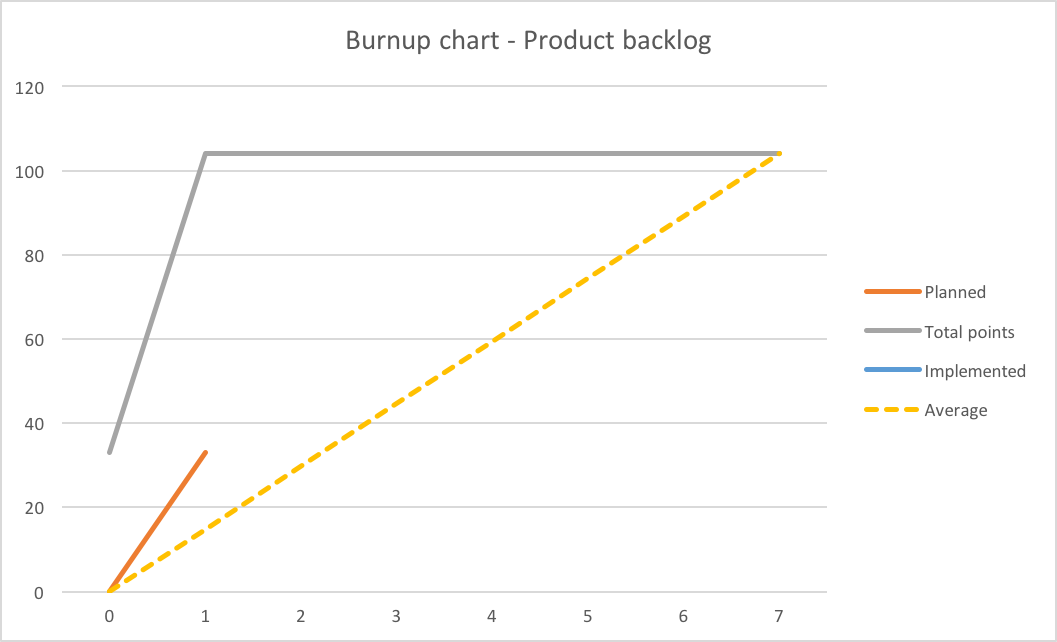 Burnup chart - Product backlog
120
100
80
60
40
20
0
0 1 2 3 4 5 6 7
Planned
Total points
Implemented
Average